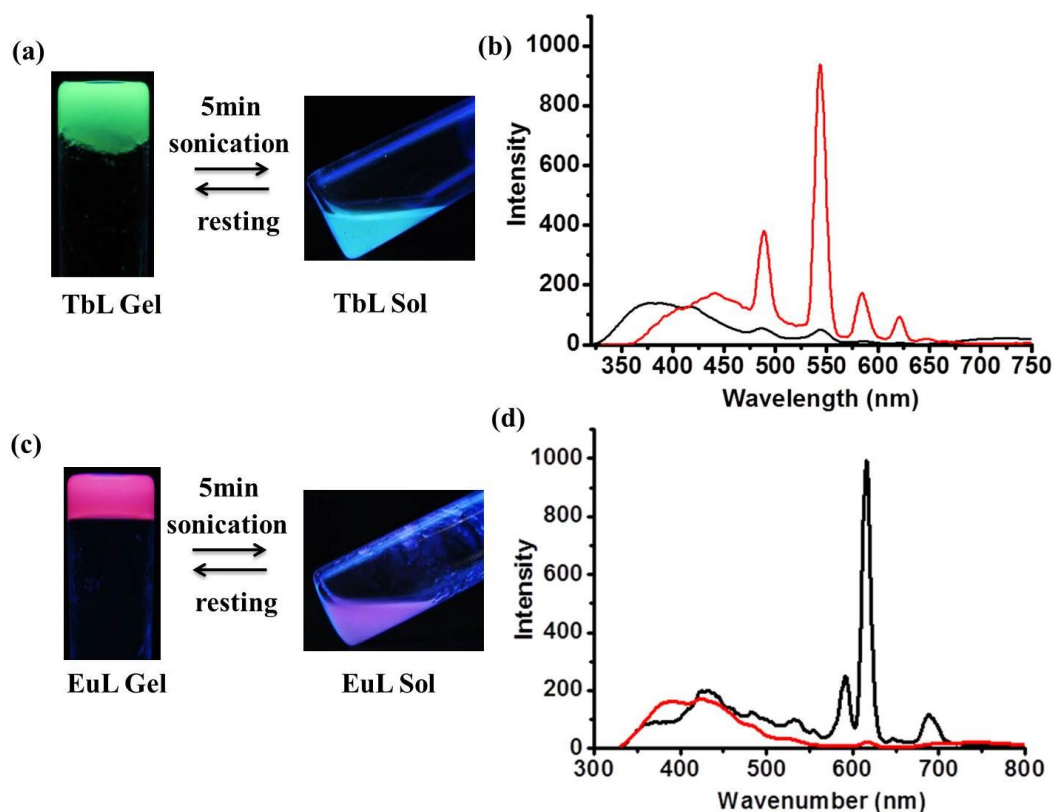 (a)
5min
sonication
resting
TbL Gel
TbL Sol
(b)
Intensity
1000
800
600
400
200
0
350 400 450 500 550 600 650 700 750
Wavelength (nm)
(c)
5min
sonication
resting
EuL Gel
EuL Sol
(d)
Intensity
1000
800
600
400
200
0
300 400 500 600 700 800
Wavenumber (nm)